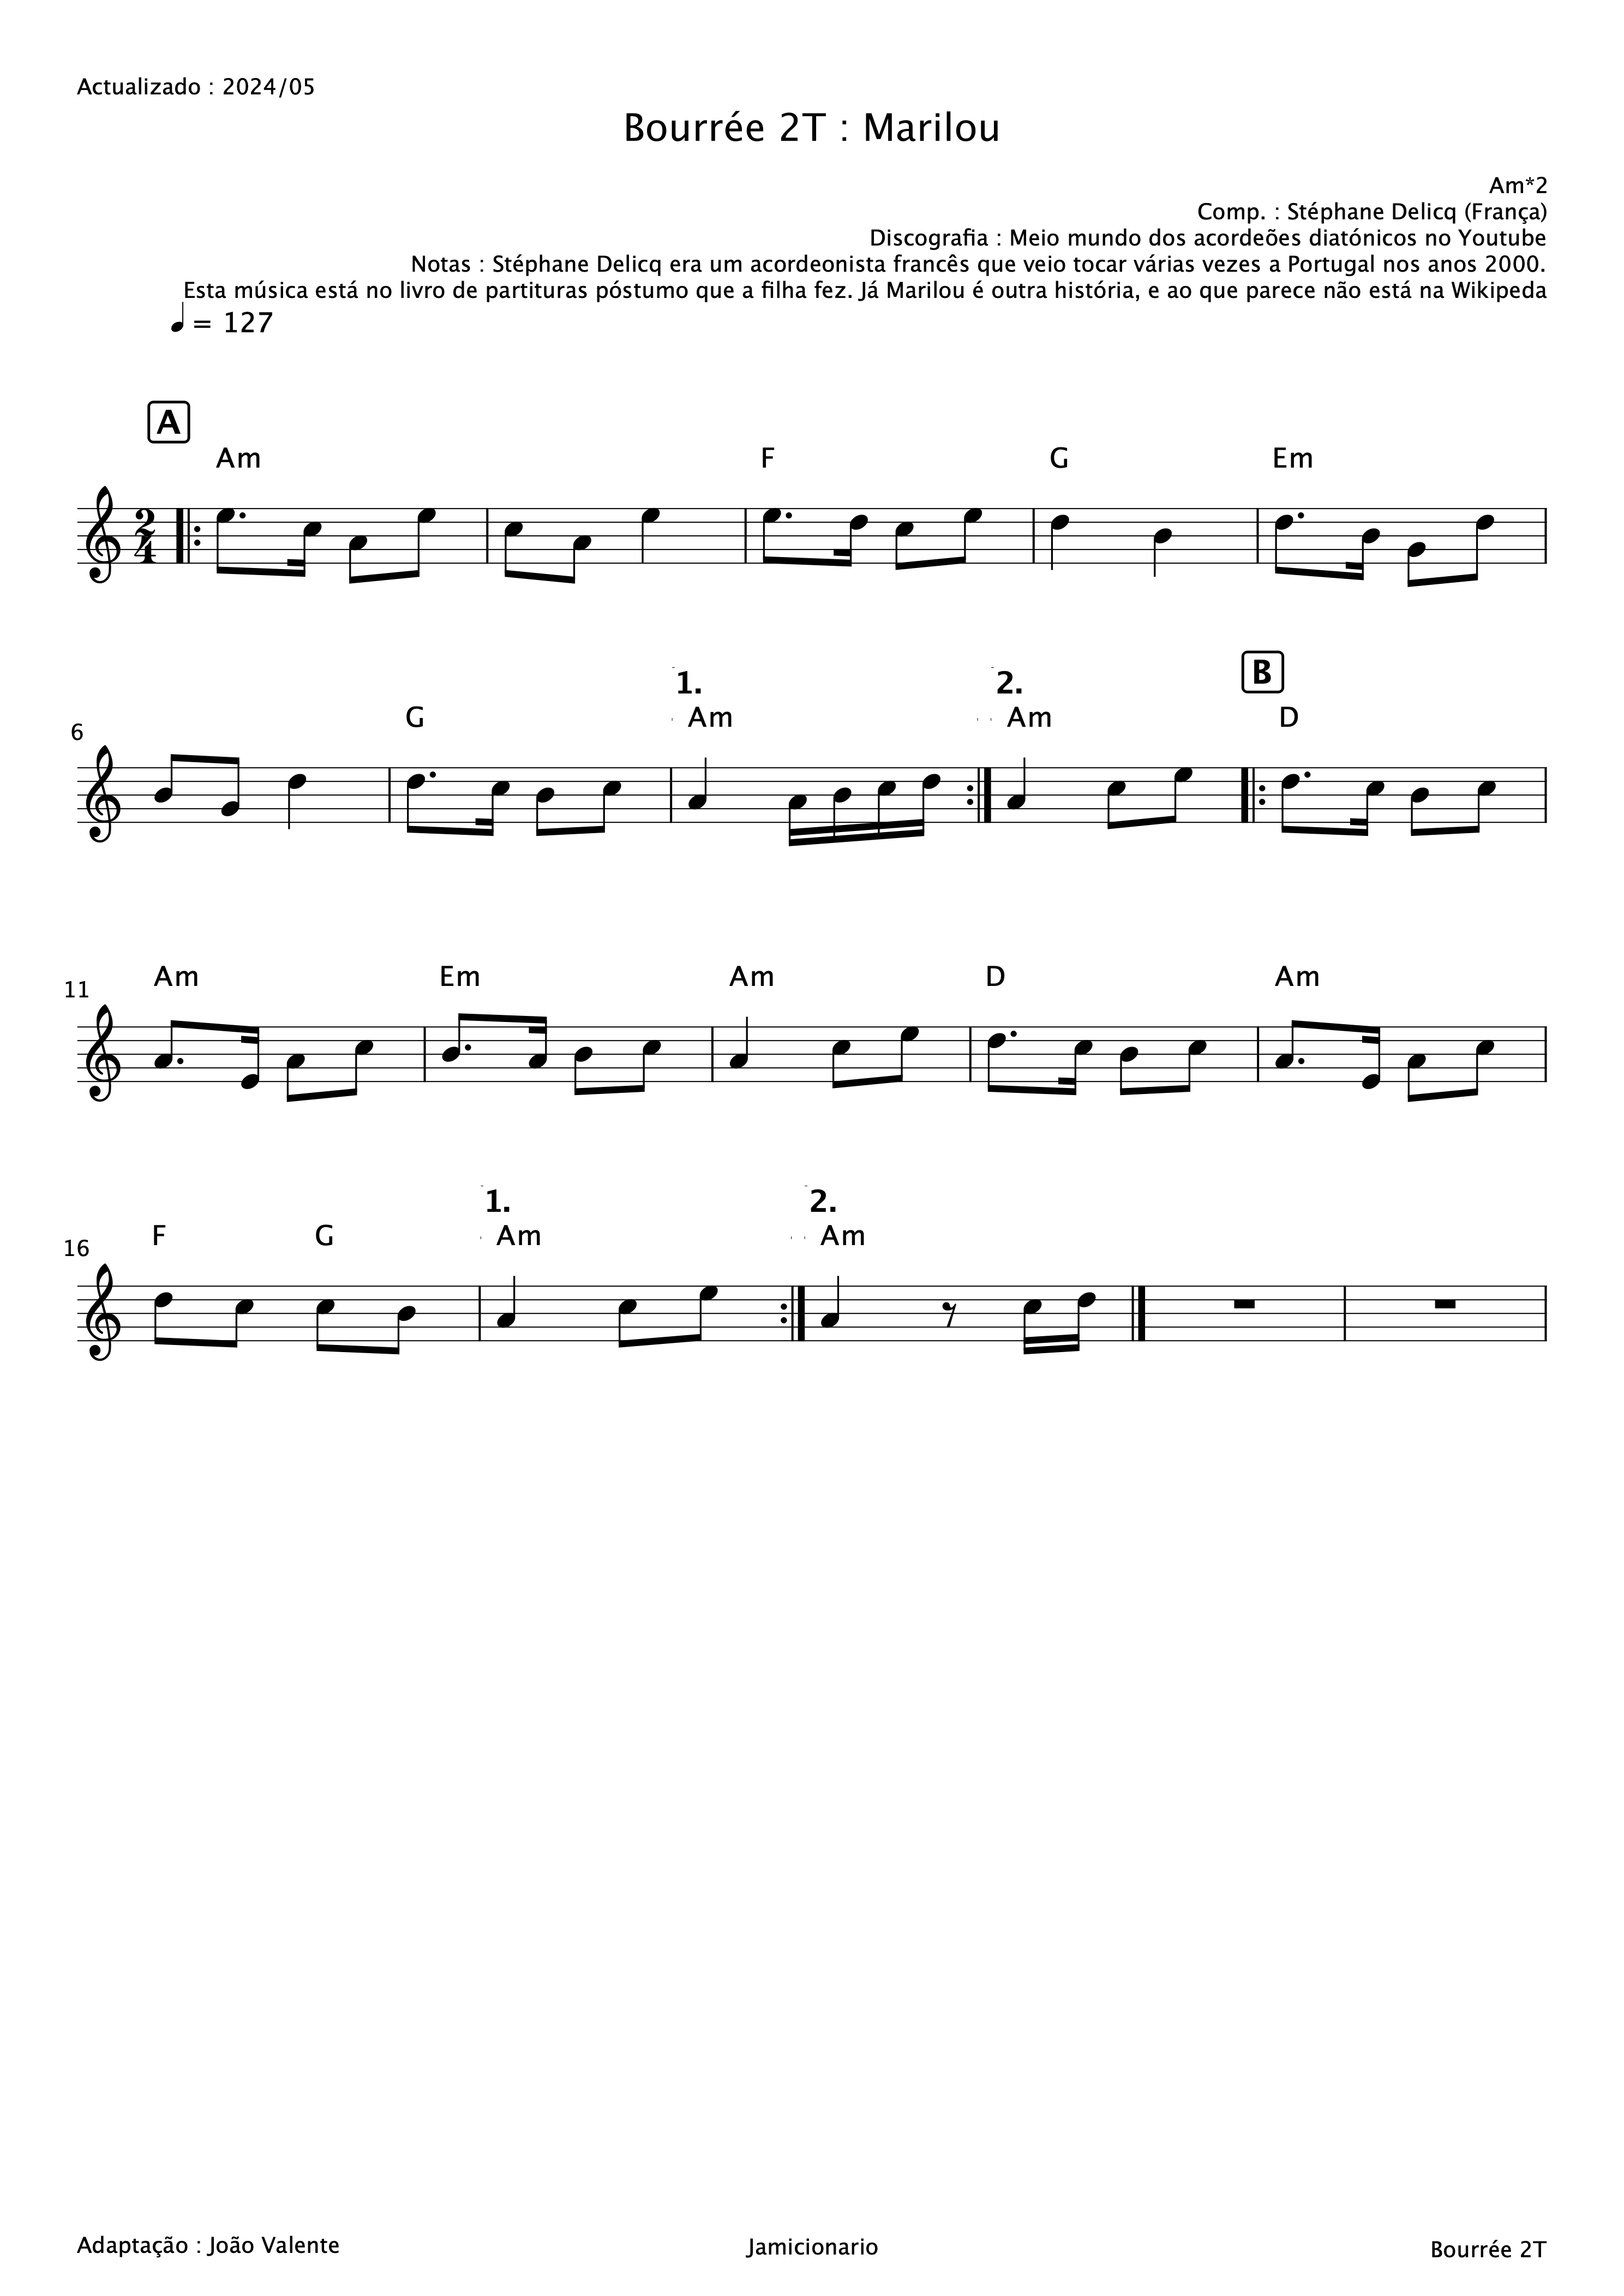 Actualizado : 2024/05
Bourrée 2T : Marilou
Am*2
Comp. : Stéphane Delicq (França)
Discografia : Meio mundo dos acordeões diatónicos no Youtube
Notas : Stéphane Delicq era um acordeonista francês que veio tocar várias vezes a Portugal nos anos 2000.
Esta música está no livro de partituras póstumo que a filha fez. Já Marilou é outra história, e ao que parece não está na Wikipeda
= 127
A
Am F G Em
2
4
1. 2. B
6 G Am Am D
11 Am Em Am D Am
1. 2.
16 F G Am Am
Adaptação : João Valente Jamicionario Bourrée 2T